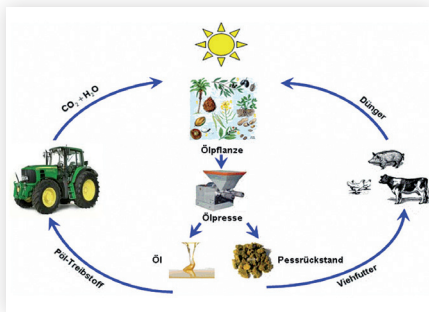 CO₂ + H₂O
Dünger
Ölpflanze
Ölpresse
Öl
Pessrückstand
Pöl-Treibstoff
Viehfutter